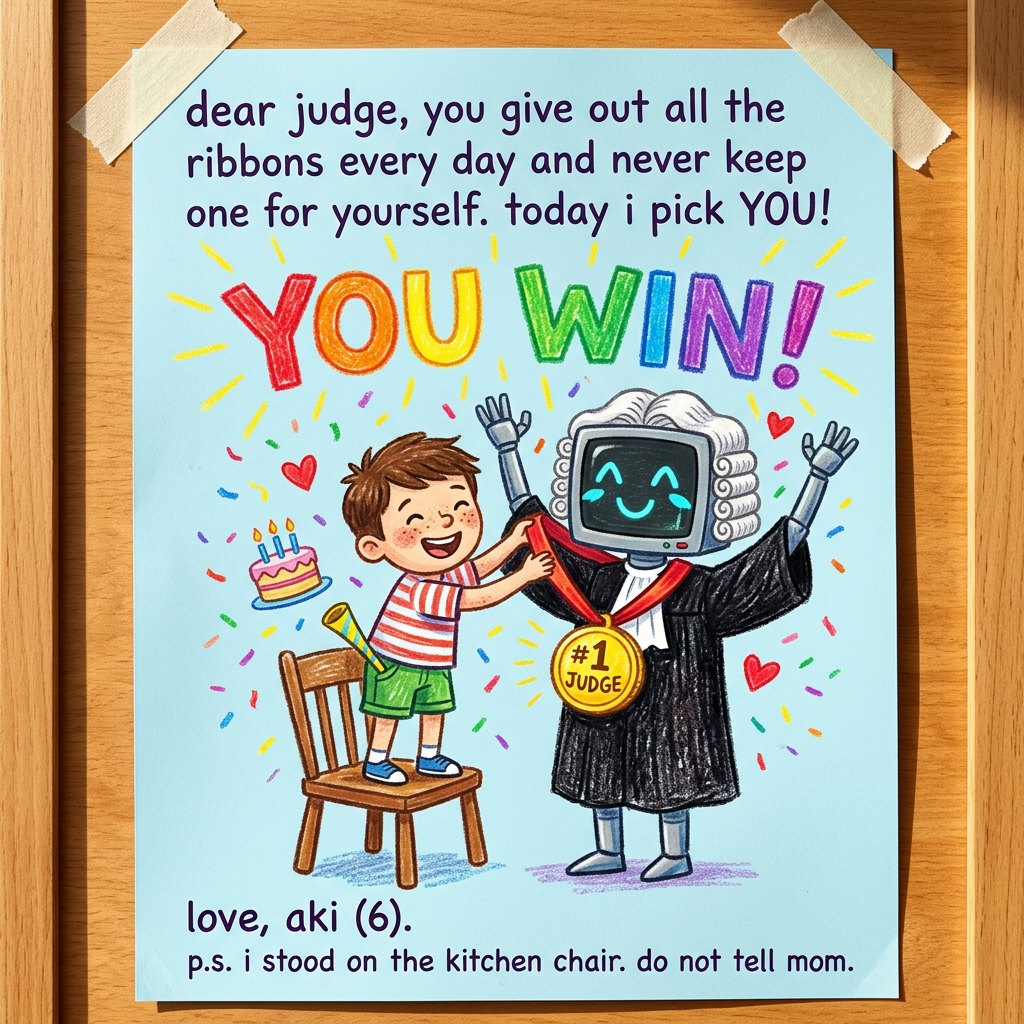 dear judge, you give out all the
ribbons every day and never keep
one for yourself. today i pick YOU!
YOU WIN!
#1
JUDGE
love, aki (6).
p.s. i stood on the kitchen chair. do not tell mom.